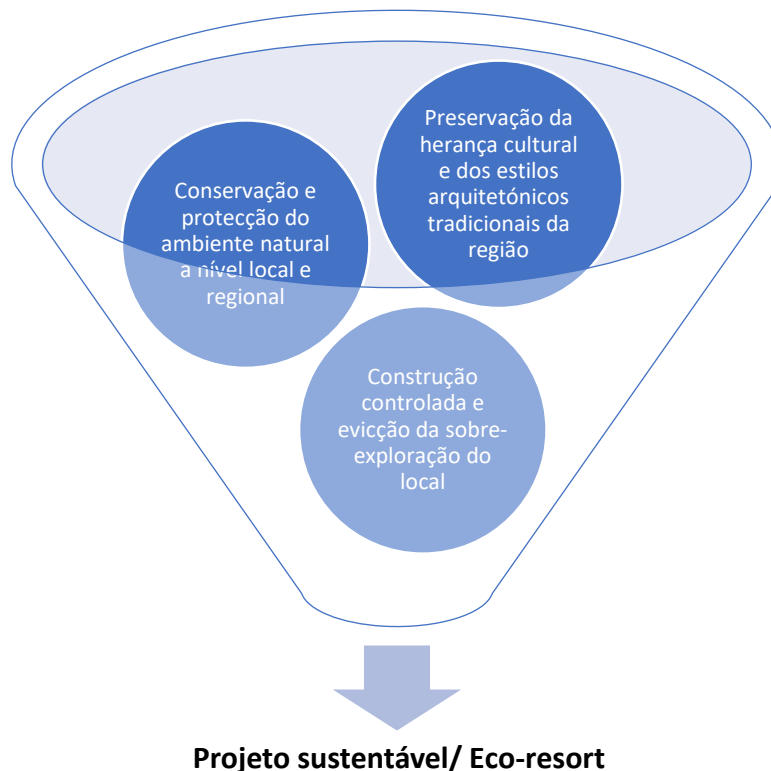 Preservação da
herança cultural
e dos estilos
arquitetónicos
tradicionais da
região
Conservação e
protecção do
ambiente natural
a nível local e
regional
Construção
controlada e
evicção da sobre-
exploração do
local
Projeto sustentável/ Eco-resort